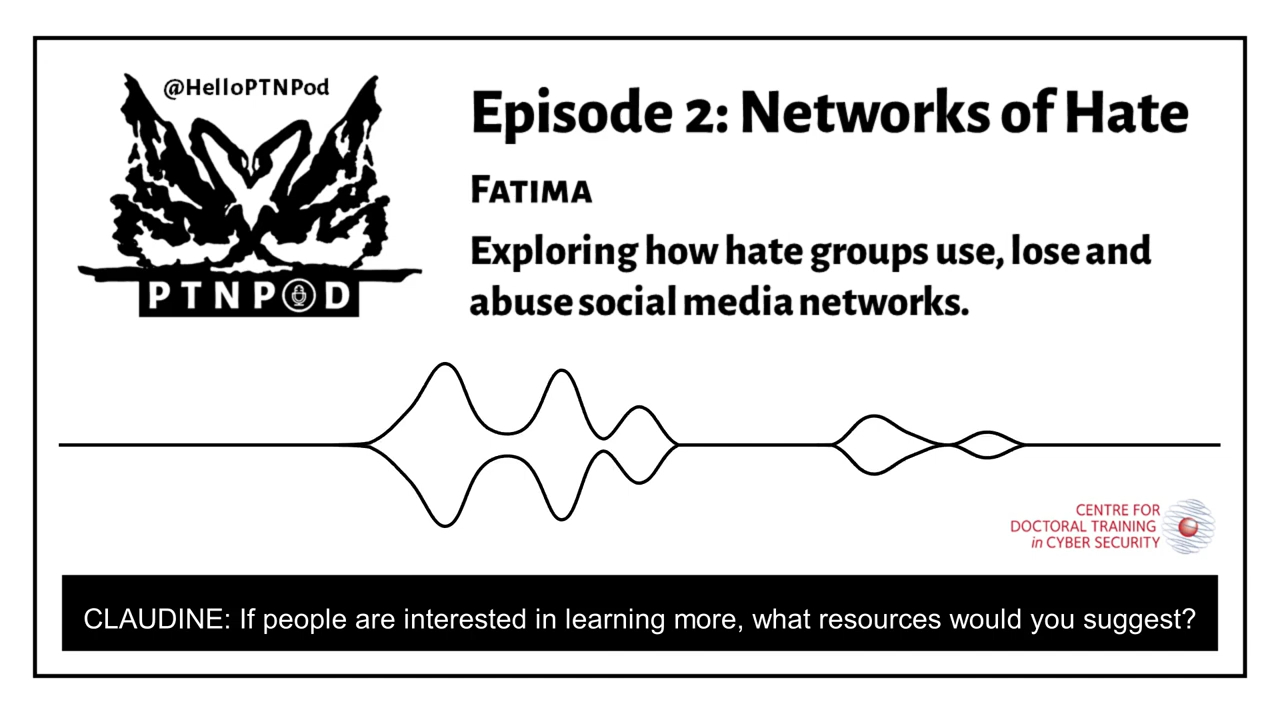 @HelloPTNPod
PTNPOD
Episode 2: Networks of Hate
FATIMA
Exploring how hate groups use, lose and
abuse social media networks.
CENTRE FOR
DOCTORAL TRAINING
in CYBER SECURITY
CLAUDINE: If people are interested in learning more, what resources would you suggest?